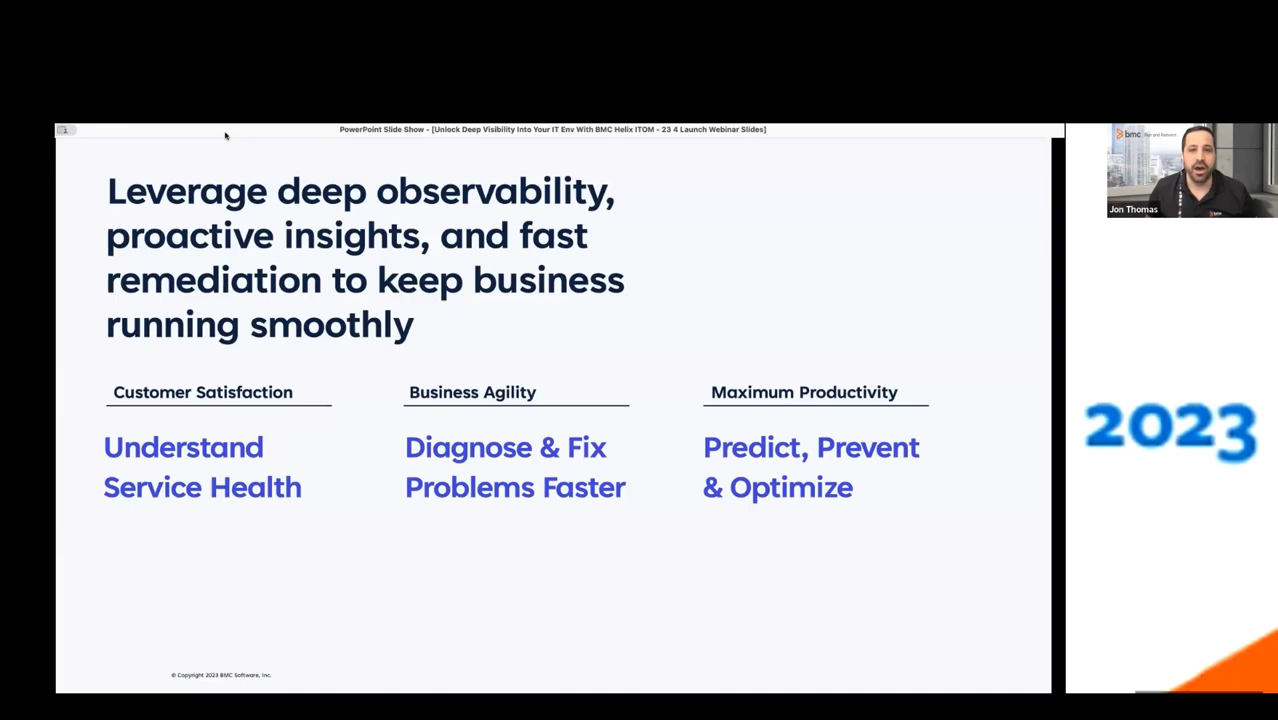 PowerPoint Slide Show - [Unlock Deep Visibility Into Your IT Env With BMC Helix ITOM - 23 4 Launch Webinar Slides]
Leverage deep observability,
proactive insights, and fast
remediation to keep business
running smoothly
Customer Satisfaction
Understand
Service Health
Business Agility
Diagnose & Fix
Problems Faster
Maximum Productivity
Predict, Prevent
& Optimize
© Copyright 2023 BMC Software, Inc.
bmc
Jon Thomas
2023